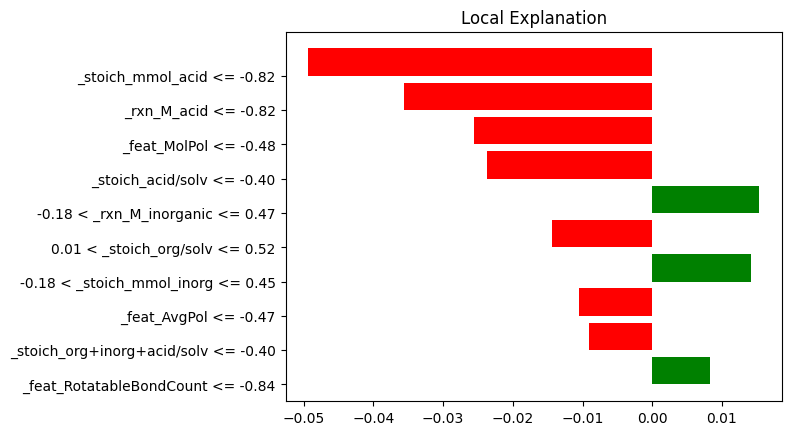 Local Explanation
_stoich_mmol_acid <= -0.82
_rxn_M_acid <= -0.82
_feat_MolPol <= -0.48
_stoich_acid/solv <= -0.40
-0.18 < _rxn_M_inorganic <= 0.47
0.01 < _stoich_org/solv <= 0.52
-0.18 < _stoich_mmol_inorg <= 0.45
_feat_AvgPol <= -0.47
_stoich_org+inorg+acid/solv <= -0.40
_feat_RotatableBondCount <= -0.84
−0.05 −0.04 −0.03 −0.02 −0.01 0.00 0.01